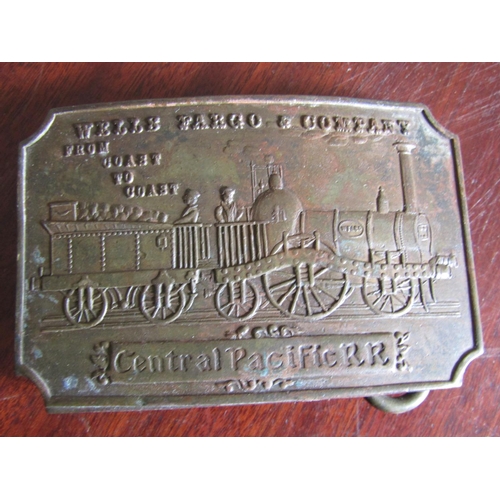 WELLS FARGO & COMPANY
FROM
COAST
TO
COAST
Central Pacific R.R.